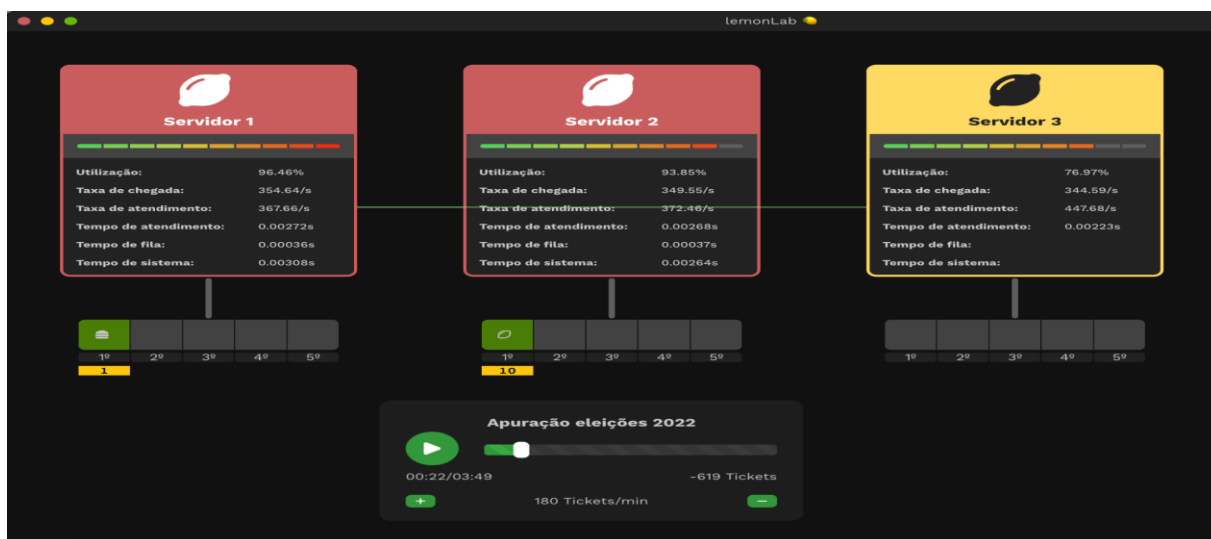 lemonLab 🍋
Servidor 1
Utilização: 96.46%
Taxa de chegada: 354.64/s
Taxa de atendimento: 367.66/s
Tempo de atendimento: 0.00272s
Tempo de fila: 0.00036s
Tempo de sistema: 0.00308s
1º 2º 3º 4º 5º
1
Servidor 2
Utilização: 93.85%
Taxa de chegada: 349.55/s
Taxa de atendimento: 372.46/s
Tempo de atendimento: 0.00268s
Tempo de fila: 0.00037s
Tempo de sistema: 0.00264s
1º 2º 3º 4º 5º
10
Servidor 3
Utilização: 76.97%
Taxa de chegada: 344.59/s
Taxa de atendimento: 447.68/s
Tempo de atendimento: 0.00223s
Tempo de fila:
Tempo de sistema:
1º 2º 3º 4º 5º
Apuração eleições 2022
00:22/03:49 -619 Tickets
+ 180 Tickets/min −